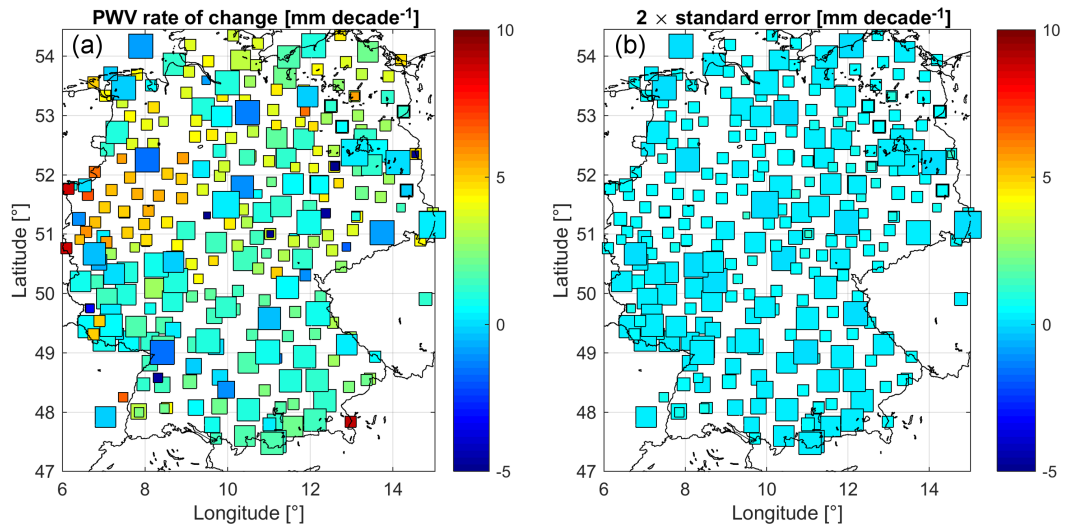 PWV rate of change [mm decade⁻¹]
(a)
54
53
52
51
50
49
48
47
Latitude [°]
6 8 10 12 14
Longitude [°]
10
5
0
-5
2 × standard error [mm decade⁻¹]
(b)
54
53
52
51
50
49
48
47
Latitude [°]
6 8 10 12 14
Longitude [°]
10
5
0
-5